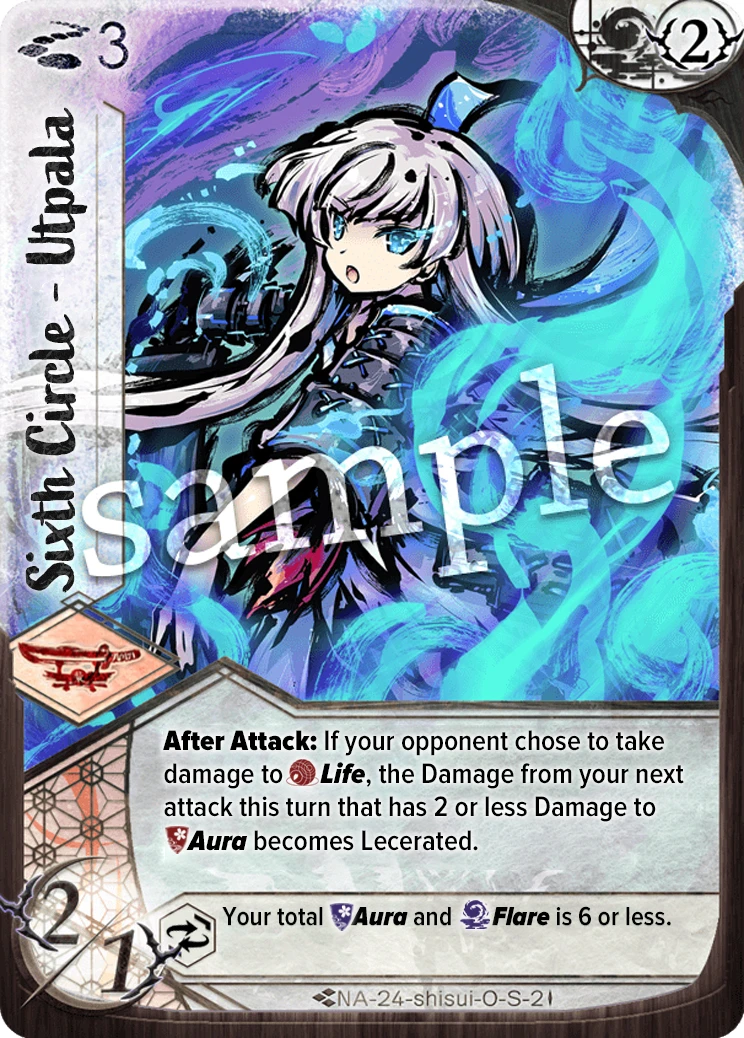 3
2
Sixth Circle - Utpala
sample
After Attack: If your opponent chose to take
damage to Life, the Damage from your next
attack this turn that has 2 or less Damage to
Aura becomes Lecerated.
2/1
Your total Aura and Flare is 6 or less.
NA-24-shisui-O-S-2